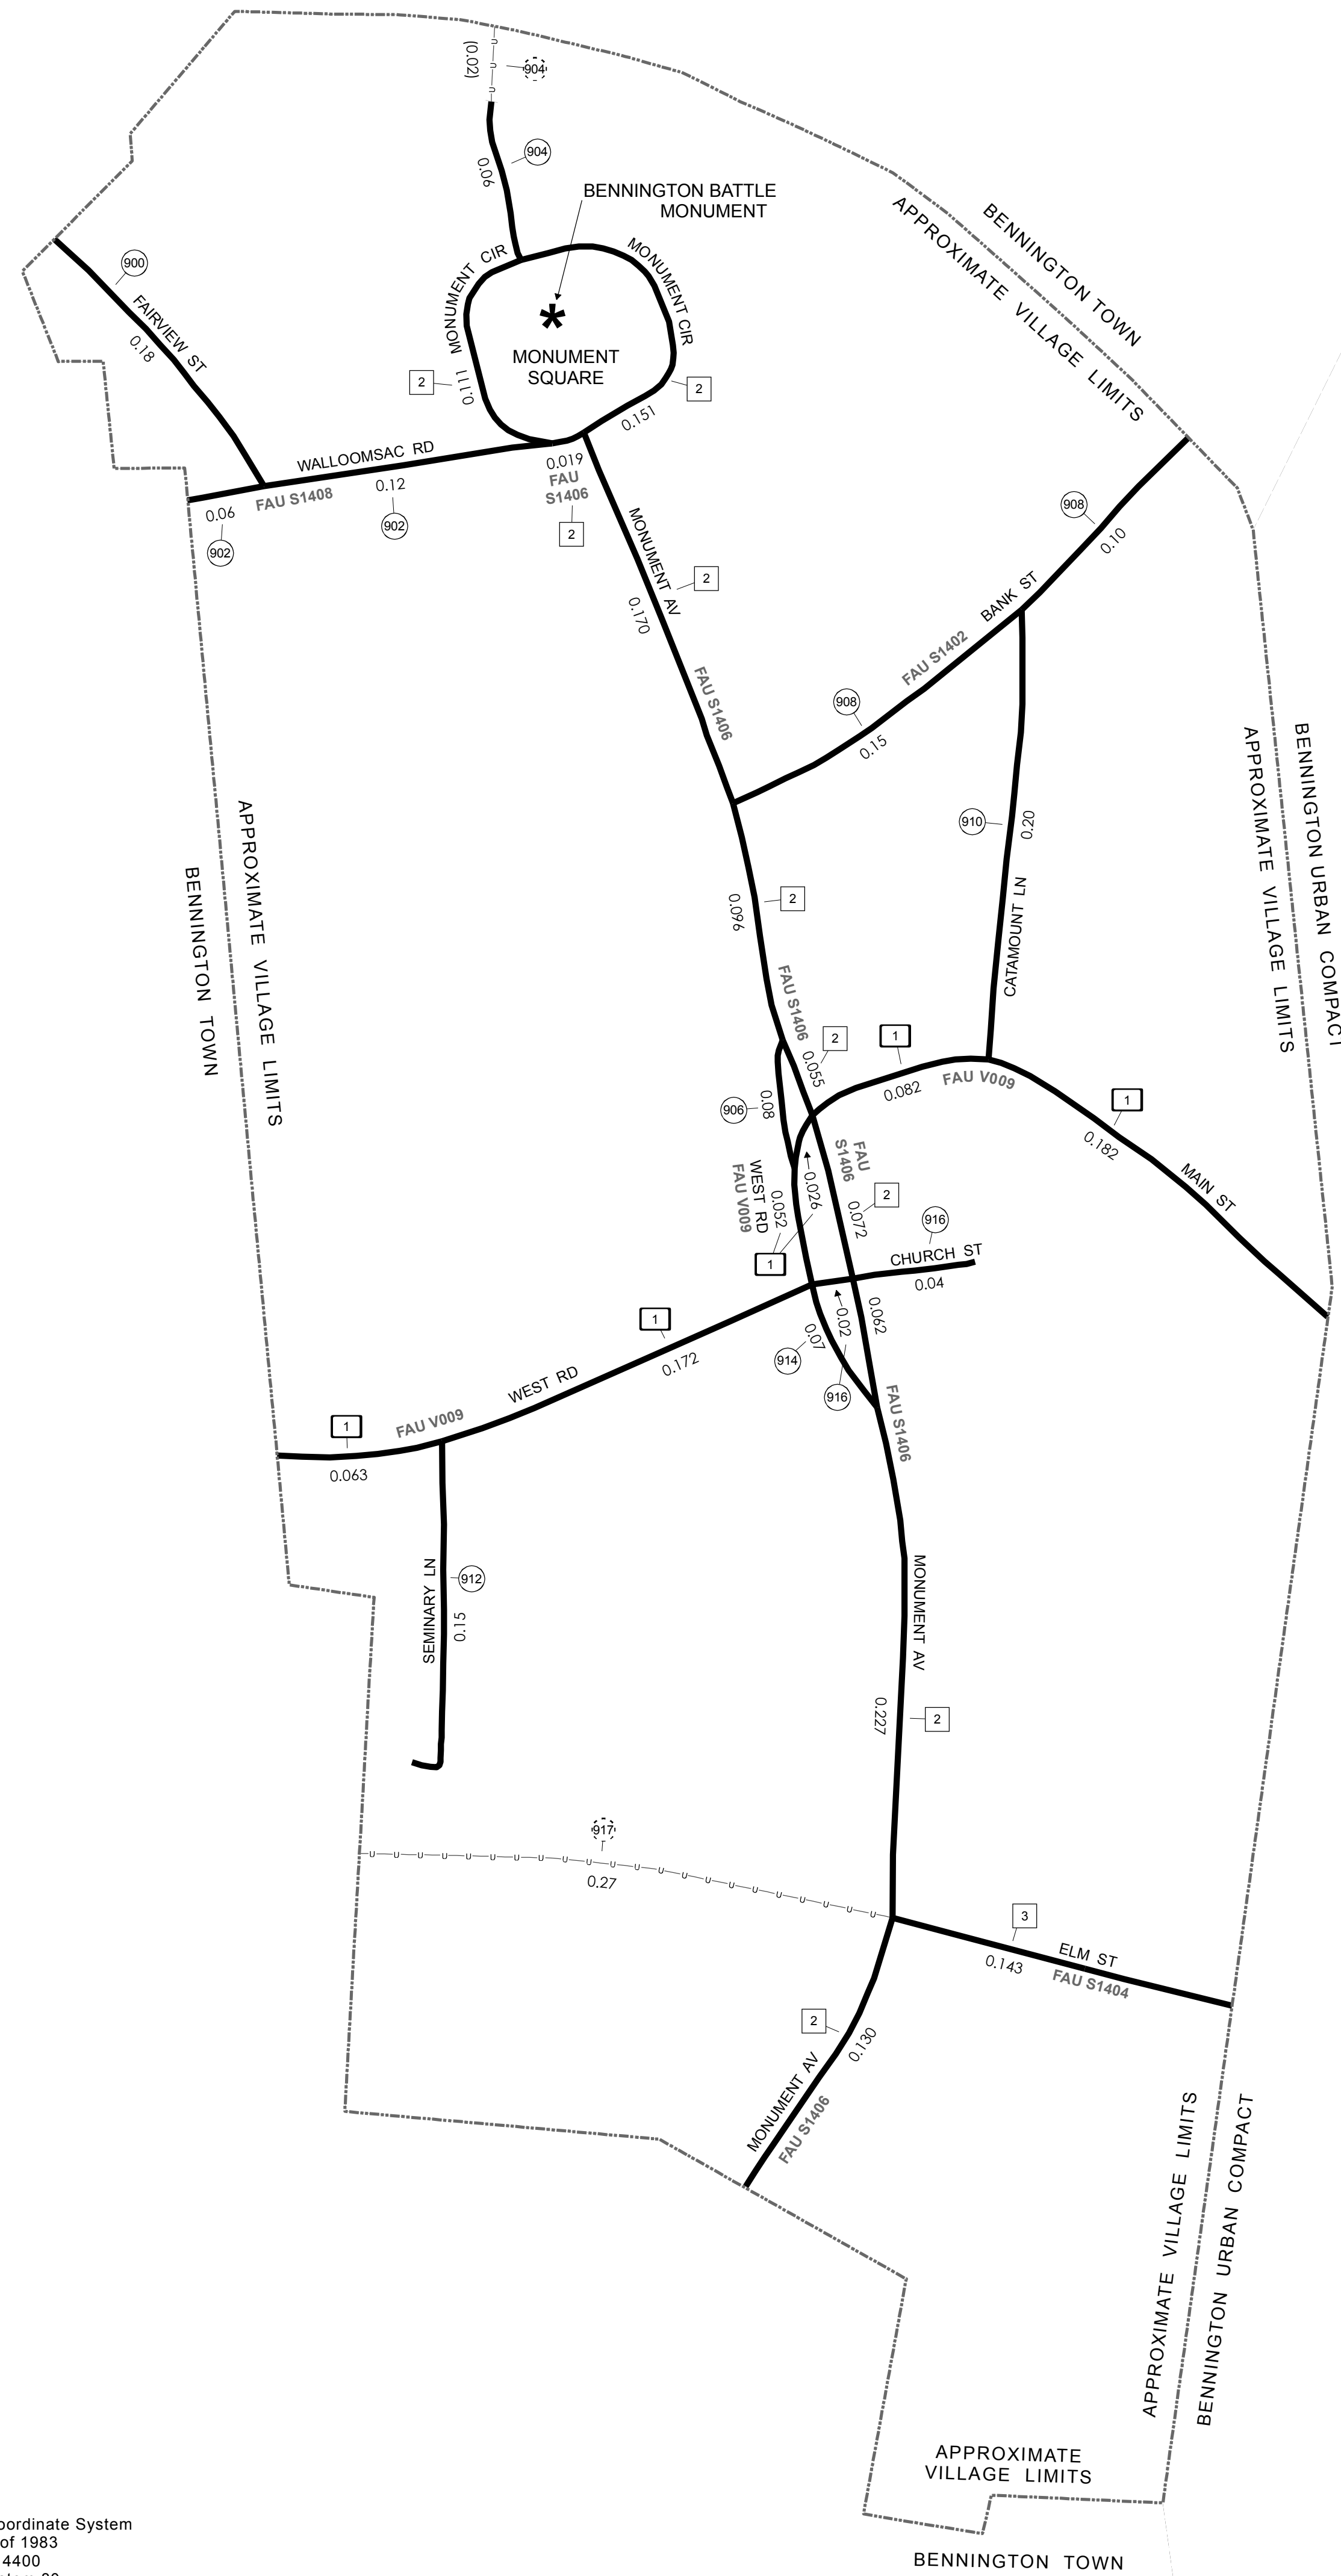 (0.02)
U
U
U
904
904
0.06
BENNINGTON BATTLE
MONUMENT
MONUMENT CIR
MONUMENT CIR
BENNINGTON TOWN
APPROXIMATE VILLAGE LIMITS
900
FAIRVIEW ST
0.18
*
MONUMENT
SQUARE
2
0.111
2
0.151
WALLOOMSAC RD
0.019
FAU
S1406
2
0.12
902
FAU S1408
0.06
902
MONUMENT AV
2
0.170
FAU S1406
908
0.10
BANK ST
FAU S1402
908
0.15
910
0.20
CATAMOUNT LN
APPROXIMATE VILLAGE LIMITS
BENNINGTON URBAN COMPACT
APPROXIMATE VILLAGE LIMITS
BENNINGTON TOWN
2
0.096
FAU S1406
2
0.055
1
0.082
FAU V009
1
0.182
MAIN ST
906
0.08
WEST RD
FAU V009
0.052
0.026
1
FAU
S1406
2
0.072
916
CHURCH ST
0.04
0.062
0.02
0.07
914
916
1
0.172
WEST RD
FAU V009
1
0.063
FAU S1406
MONUMENT AV
SEMINARY LN
912
0.15
0.227
2
917
U U U U U U U U U U U U U U U U U U U U U U
0.27
3
ELM ST
0.143
FAU S1404
2
0.130
MONUMENT AV
FAU S1406
APPROXIMATE VILLAGE LIMITS
BENNINGTON URBAN COMPACT
APPROXIMATE
VILLAGE LIMITS
BENNINGTON TOWN
oordinate System
of 1983
4400